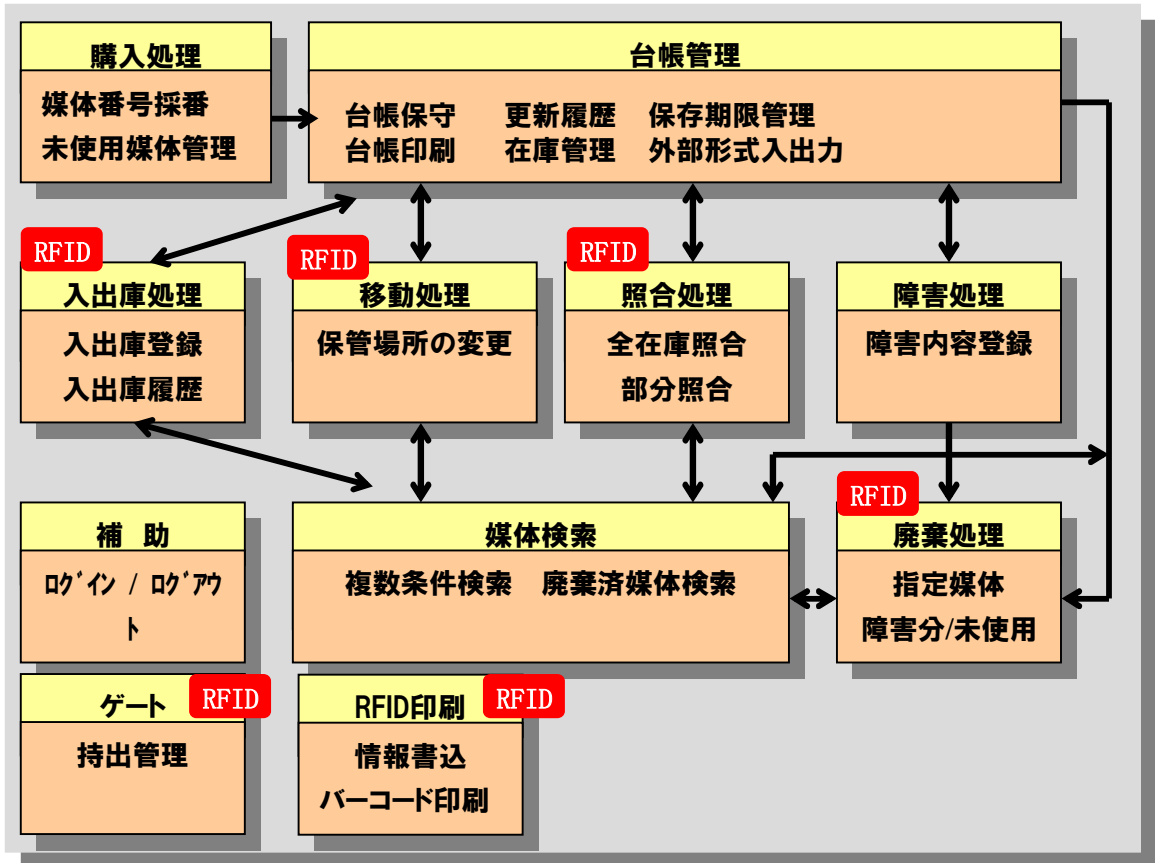 購入処理
媒体番号採番
未使用媒体管理
台帳管理
台帳保守 更新履歴 保存期限管理
台帳印刷 在庫管理 外部形式入出力
RFID
入出庫処理
入出庫登録
入出庫履歴
RFID
移動処理
保管場所の変更
RFID
照合処理
全在庫照合
部分照合
障害処理
障害内容登録
補 助
ﾛｸﾞｲﾝ / ﾛｸﾞｱｳ
ﾄ
媒体検索
複数条件検索 廃棄済媒体検索
RFID
廃棄処理
指定媒体
障害分/未使用
ゲート
RFID
持出管理
RFID印刷
RFID
情報書込
バーコード印刷